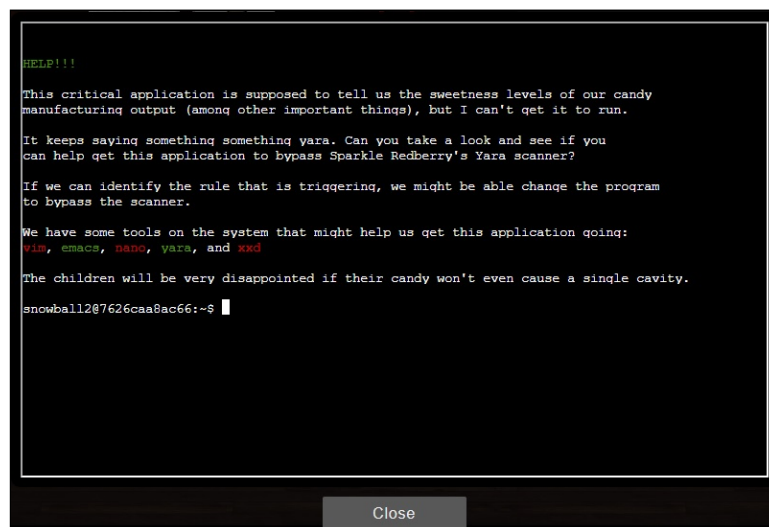 HELP!!!
This critical application is supposed to tell us the sweetness levels of our candy
manufacturing output (among other important things), but I can't get it to run.
It keeps saying something something yara. Can you take a look and see if you
can help get this application to bypass Sparkle Redberry's Yara scanner?
If we can identify the rule that is triggering, we might be able change the program
to bypass the scanner.
We have some tools on the system that might help us get this application going:
vim, emacs, nano, yara, and xxd
The children will be very disappointed if their candy won't even cause a single cavity.
snowball2@7626caa8ac66:~$
Close